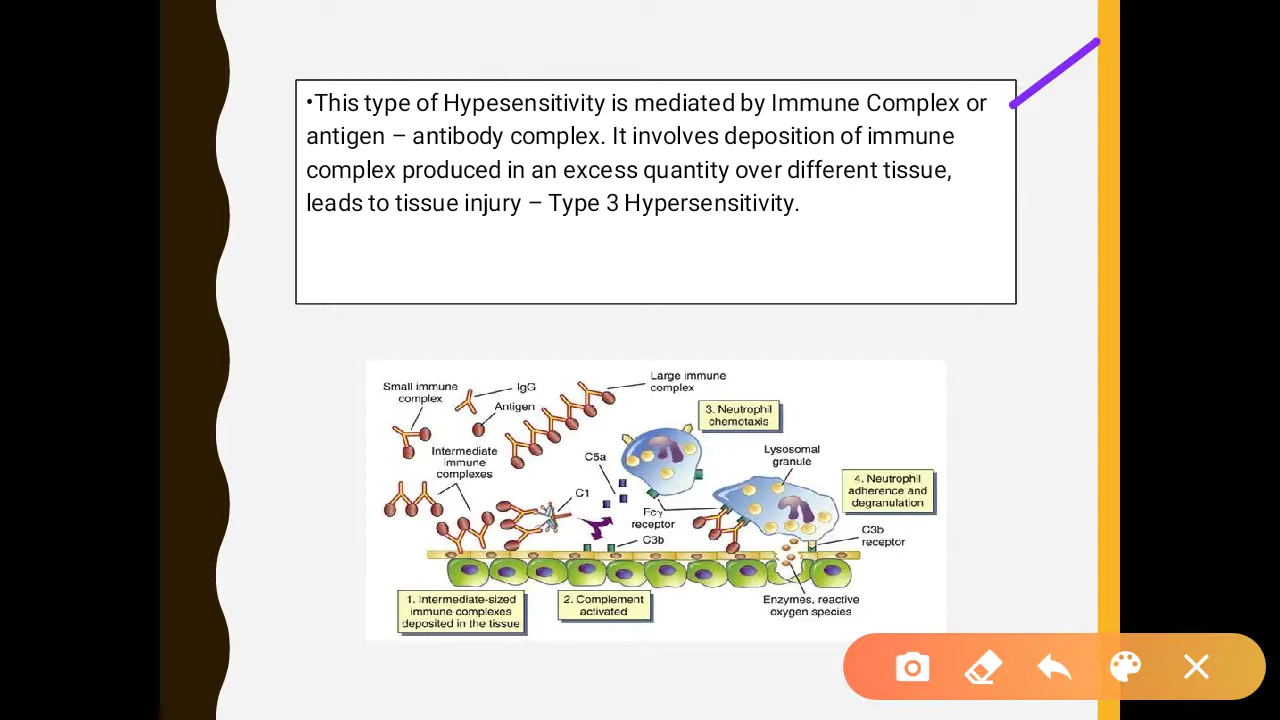 •This type of Hypesensitivity is mediated by Immune Complex or
antigen – antibody complex. It involves deposition of immune
complex produced in an excess quantity over different tissue,
leads to tissue injury – Type 3 Hypersensitivity.
Small immune
complex
IgG
Antigen
Large immune
complex
3. Neutrophil
chemotaxis
Intermediate
immune
complexes
C5a
C1
Lysosomal
granule
4. Neutrophil
adherence and
degranulation
Fcγ
receptor
C3b
C3b
receptor
1. Intermediate-sized
immune complexes
deposited in the tissue
2. Complement
activated
Enzymes, reactive
oxygen species